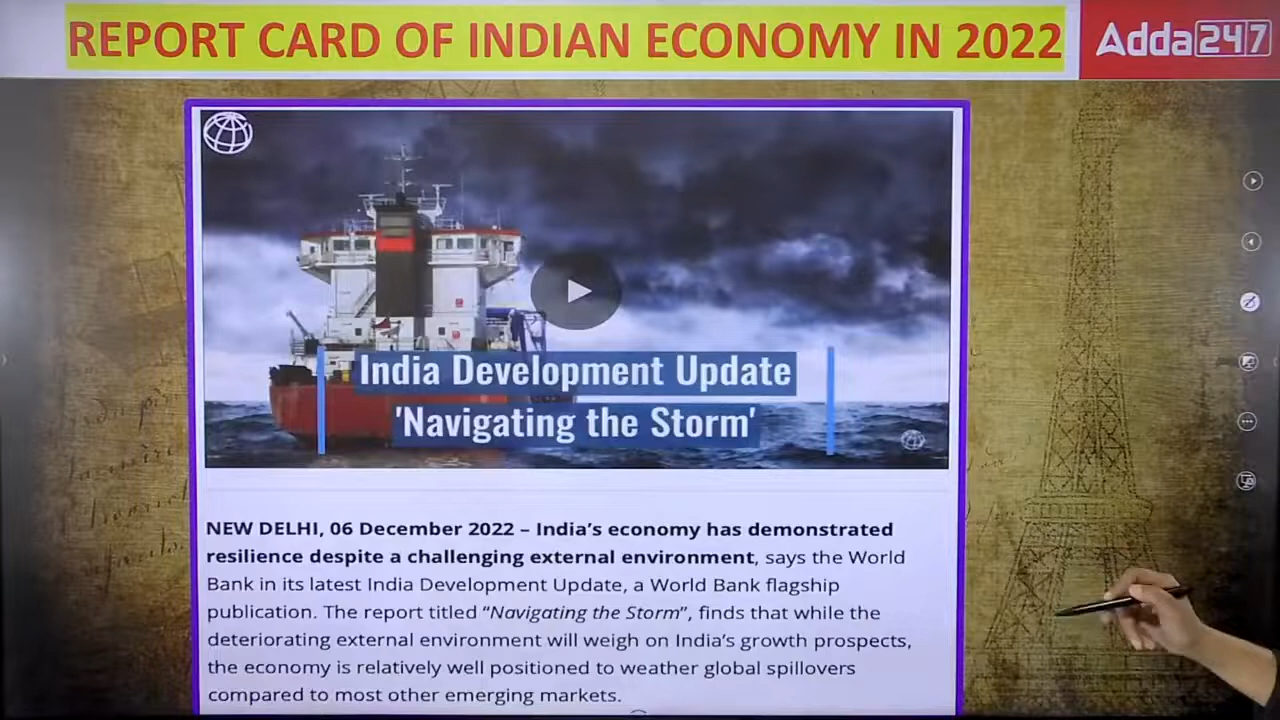 REPORT CARD OF INDIAN ECONOMY IN 2022
Adda247
India Development Update
'Navigating the Storm'
NEW DELHI, 06 December 2022 – India’s economy has demonstrated
resilience despite a challenging external environment, says the World
Bank in its latest India Development Update, a World Bank flagship
publication. The report titled “Navigating the Storm”, finds that while the
deteriorating external environment will weigh on India’s growth prospects,
the economy is relatively well positioned to weather global spillovers
compared to most other emerging markets.